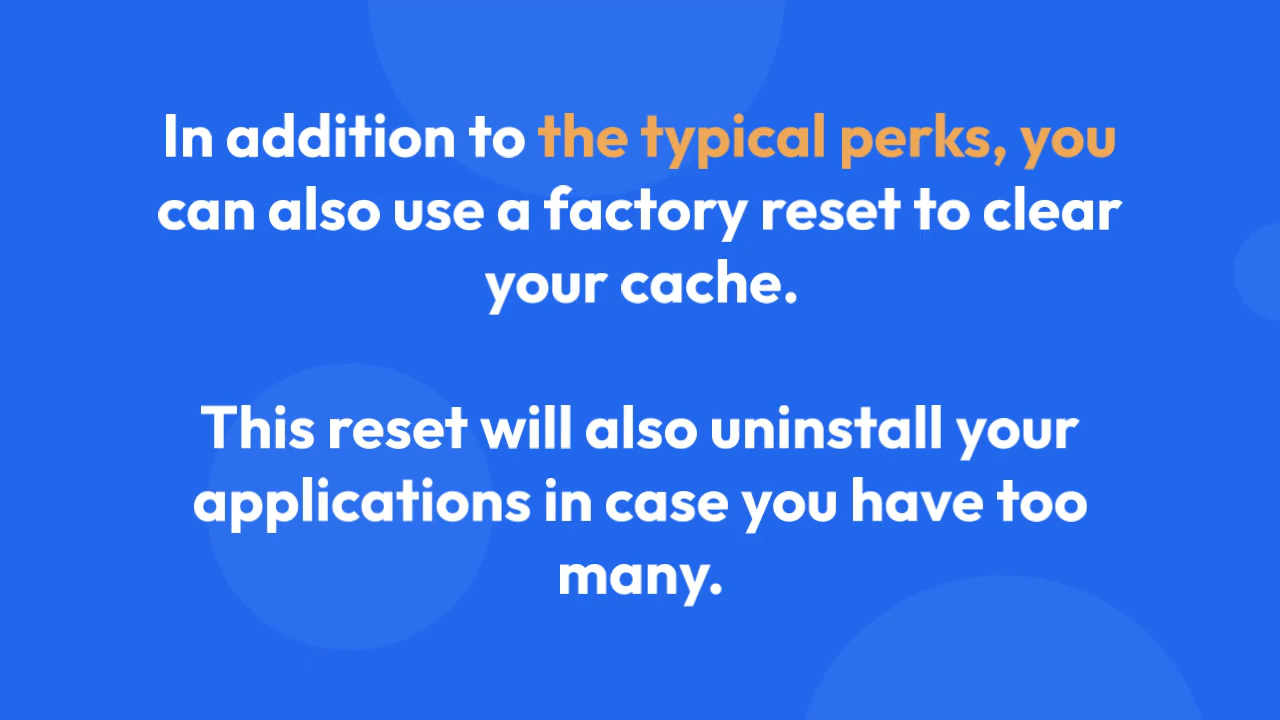 In addition to the typical perks, you
can also use a factory reset to clear
your cache.
This reset will also uninstall your
applications in case you have too
many.